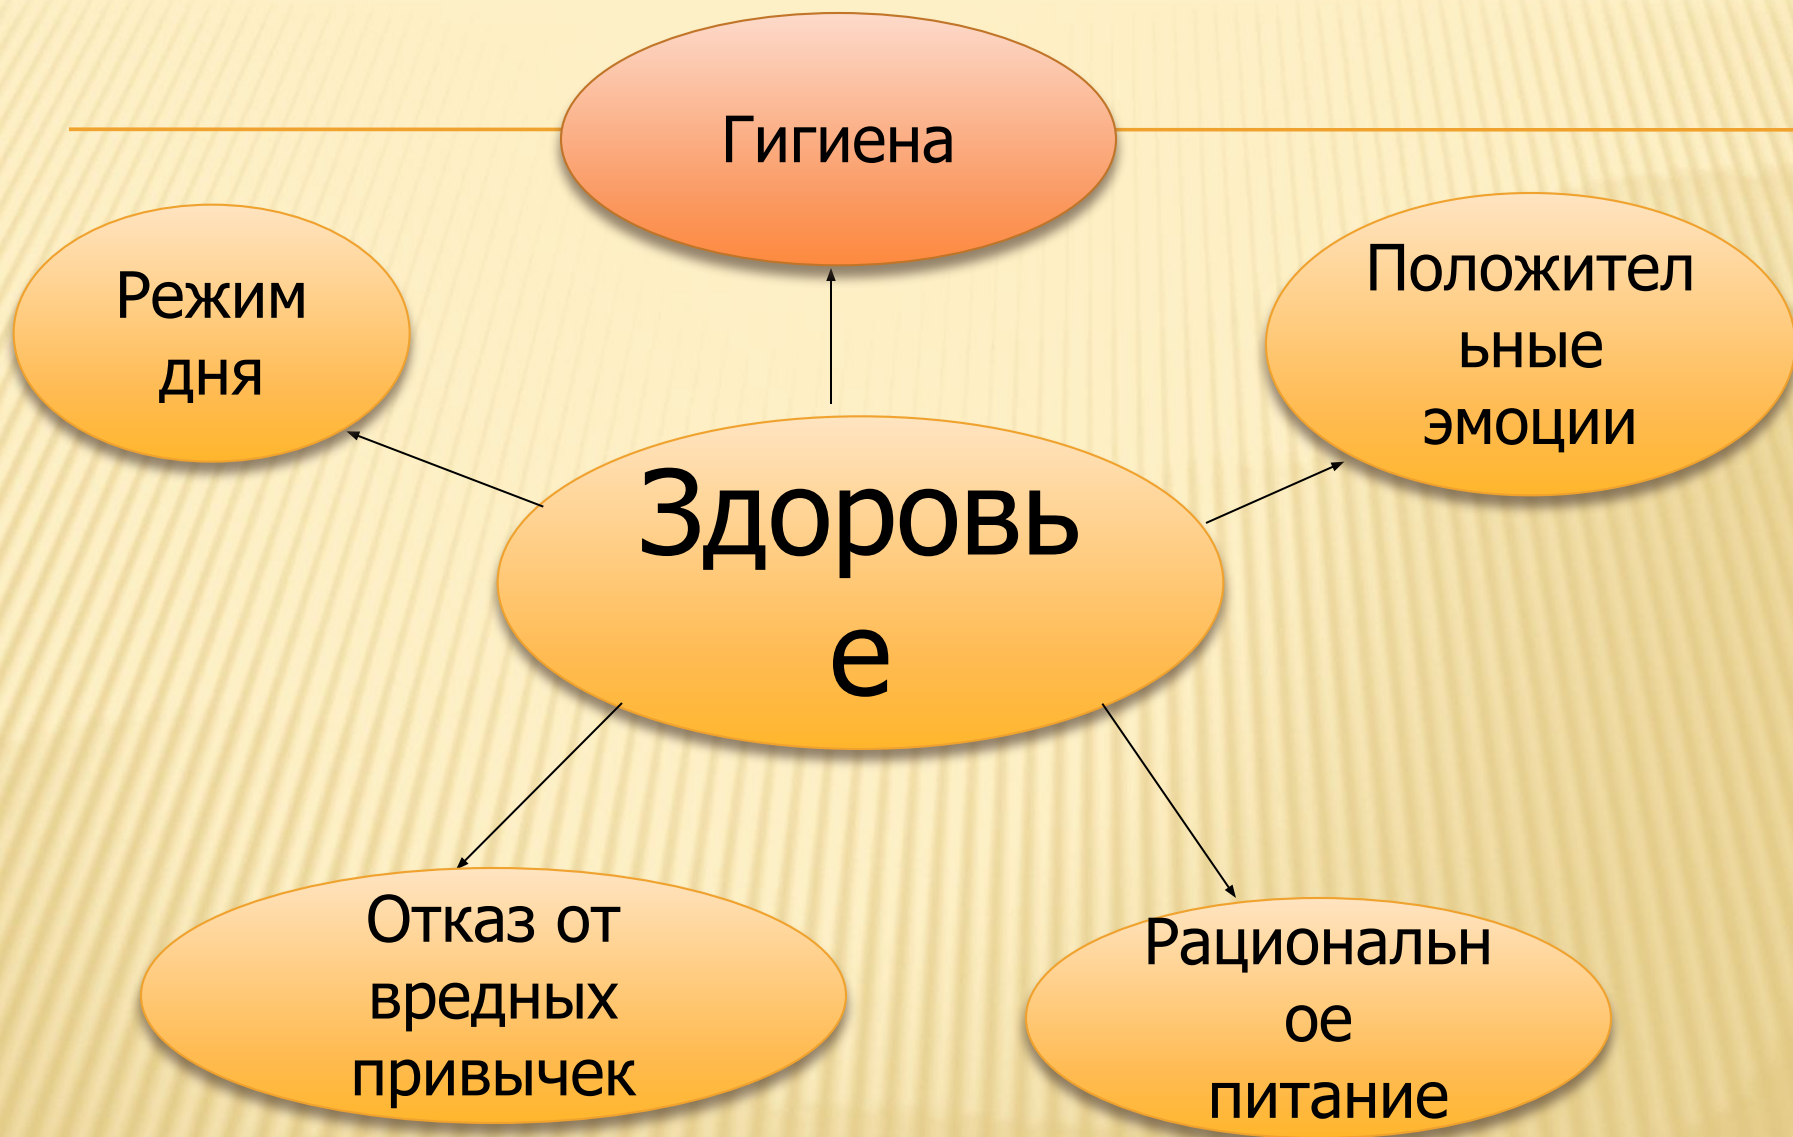 Гигиена
Режим
дня
Положител
ьные
эмоции
Здоровь
е
Отказ от
вредных
привычек
Рациональн
ое
питание